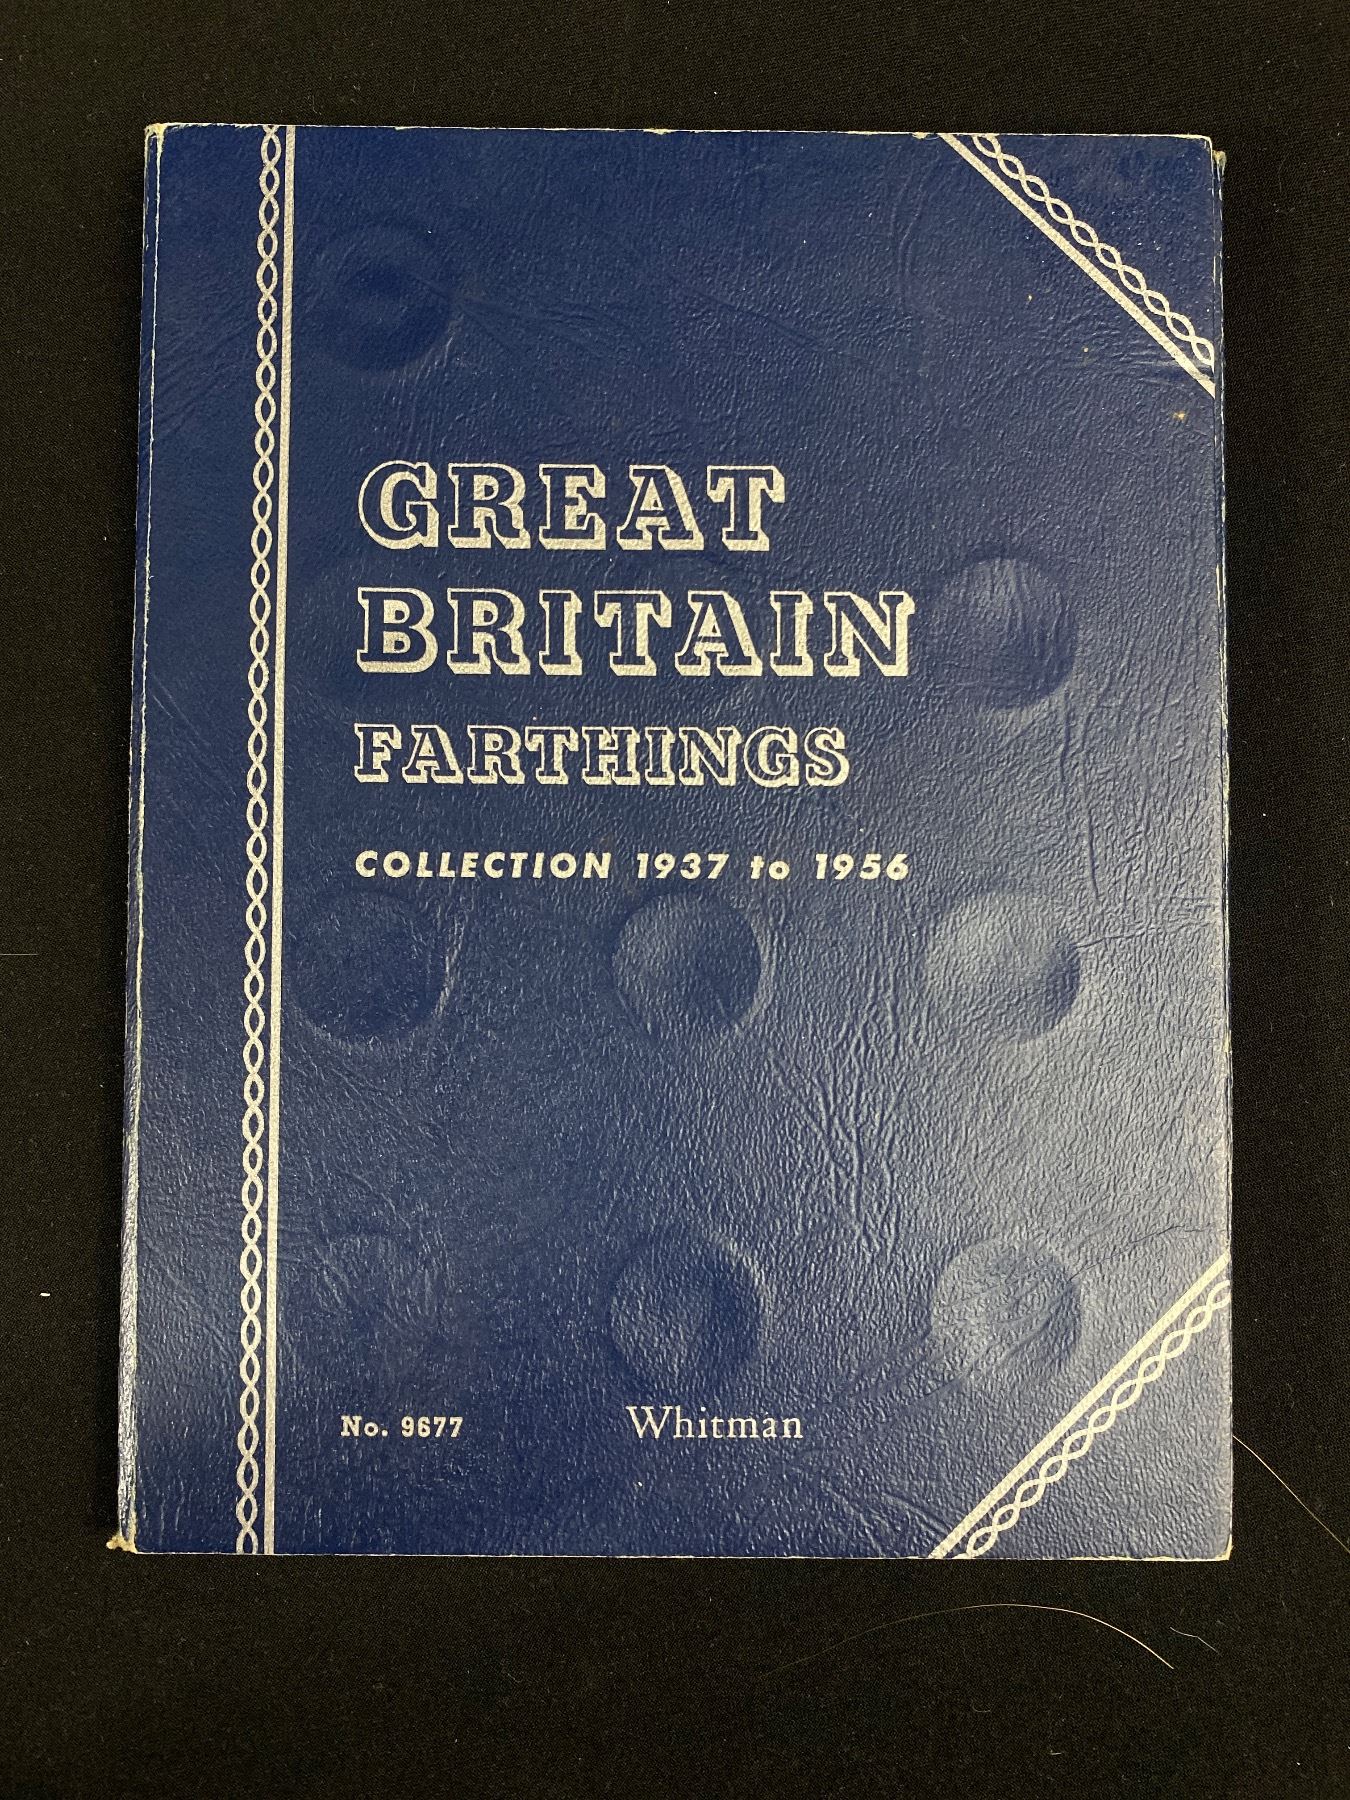 GREAT
BRITAIN
FARTHINGS
COLLECTION 1937 to 1956
No. 9677 Whitman